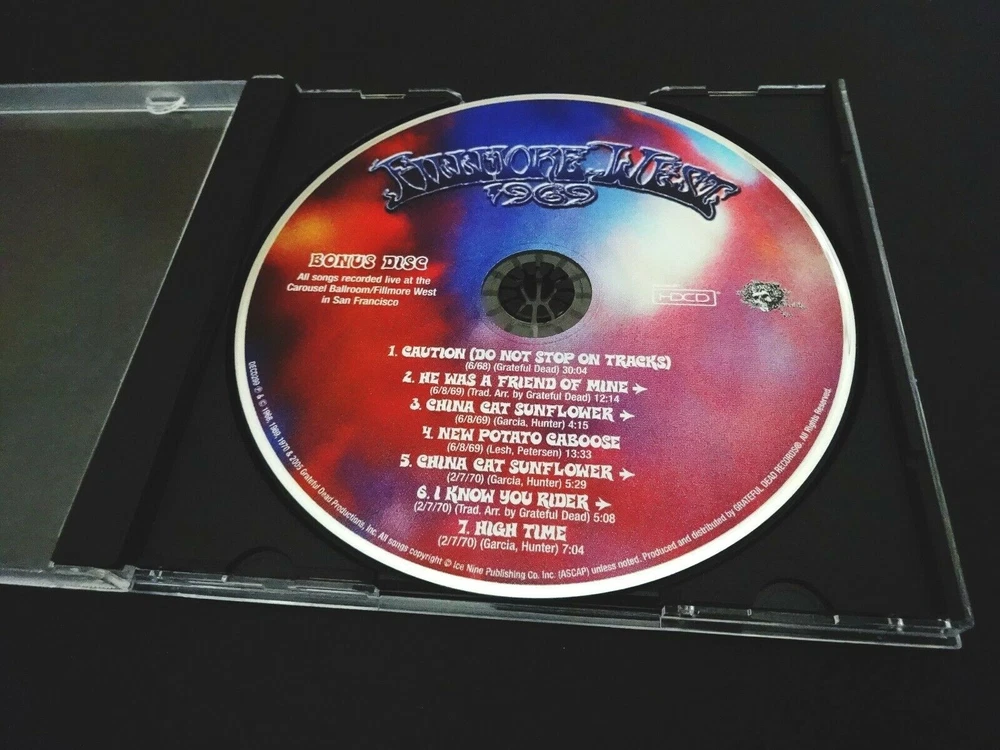 FILLMORE WEST
1969
BONUS DISC
All songs recorded live at the
Carousel Ballroom/Fillmore West
in San Francisco
HDCD
1. CAUTION (DO NOT STOP ON TRACKS)
(6/68) (Grateful Dead) 30:04
2. HE WAS A FRIEND OF MINE →
(6/8/69) (Trad. Arr. by Grateful Dead) 12:14
3. CHINA CAT SUNFLOWER →
(6/8/69) (Garcia, Hunter) 4:15
4. NEW POTATO CABOOSE
(6/8/69) (Lesh, Petersen) 13:33
5. CHINA CAT SUNFLOWER →
(2/7/70) (Garcia, Hunter) 5:29
6. I KNOW YOU RIDER →
(2/7/70) (Trad. Arr. by Grateful Dead) 5:08
7. HIGH TIME
(2/7/70) (Garcia, Hunter) 7:04
℗ & © 1968, 1969, 1970 & 2005 Grateful Dead Productions, Inc. All songs copyright © Ice Nine Publishing Co. Inc. (ASCAP) unless noted. Produced and distributed by GRATEFUL DEAD RECORDS®. All Rights Reserved.